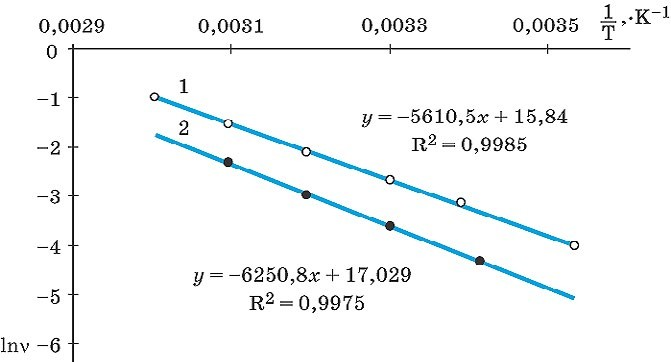 0,0029 0,0031 0,0033 0,0035 1/T,·K⁻¹
0
−1
−2
−3
−4
−5
lnν −6
1
2
y = −5610,5x + 15,84
R² = 0,9985
y = −6250,8x + 17,029
R² = 0,9975